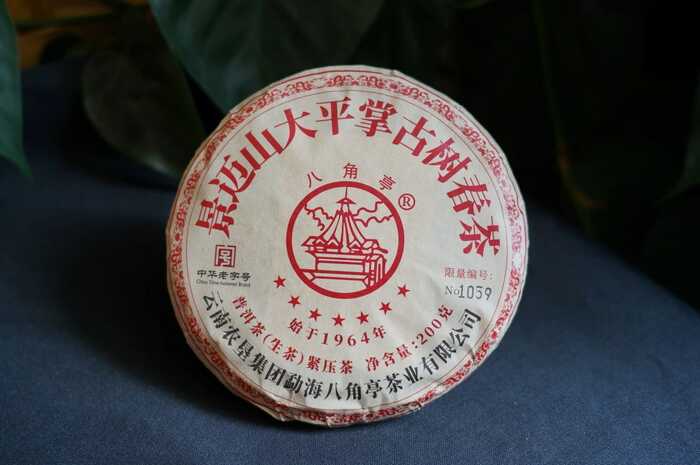 景迈山大平掌古树春茶
八角亭®
中华老字号
China Time-honored Brand
限量编号:
No1039
始于1964年
普洱茶(生茶)紧压茶 净含量:200克
云南农垦集团勐海八角亭茶业有限公司